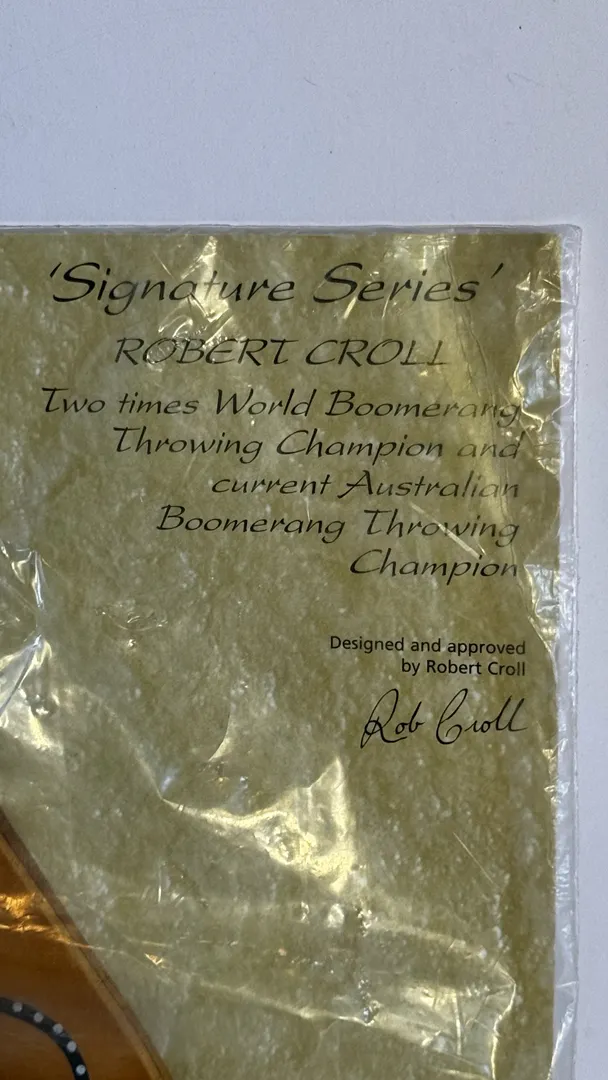 'Signature Series'
ROBERT CROLL
Two times World Boomerang
Throwing Champion and
current Australian
Boomerang Throwing
Champion
Designed and approved
by Robert Croll
Rob Croll